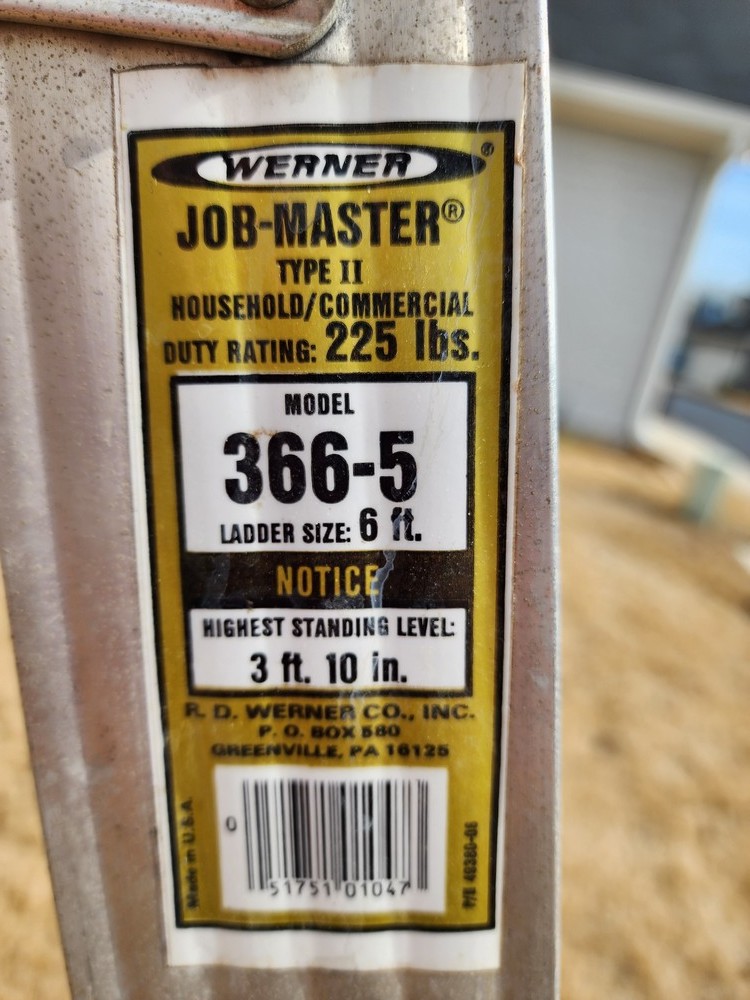 WERNER®
JOB-MASTER®
TYPE II
HOUSEHOLD/COMMERCIAL
DUTY RATING: 225 lbs.
MODEL
366-5
LADDER SIZE: 6 ft.
NOTICE
HIGHEST STANDING LEVEL:
3 ft. 10 in.
R. D. WERNER CO., INC.
P. O. BOX 580
GREENVILLE, PA 16125
Made in U.S.A.
0
51751 01047
P/N